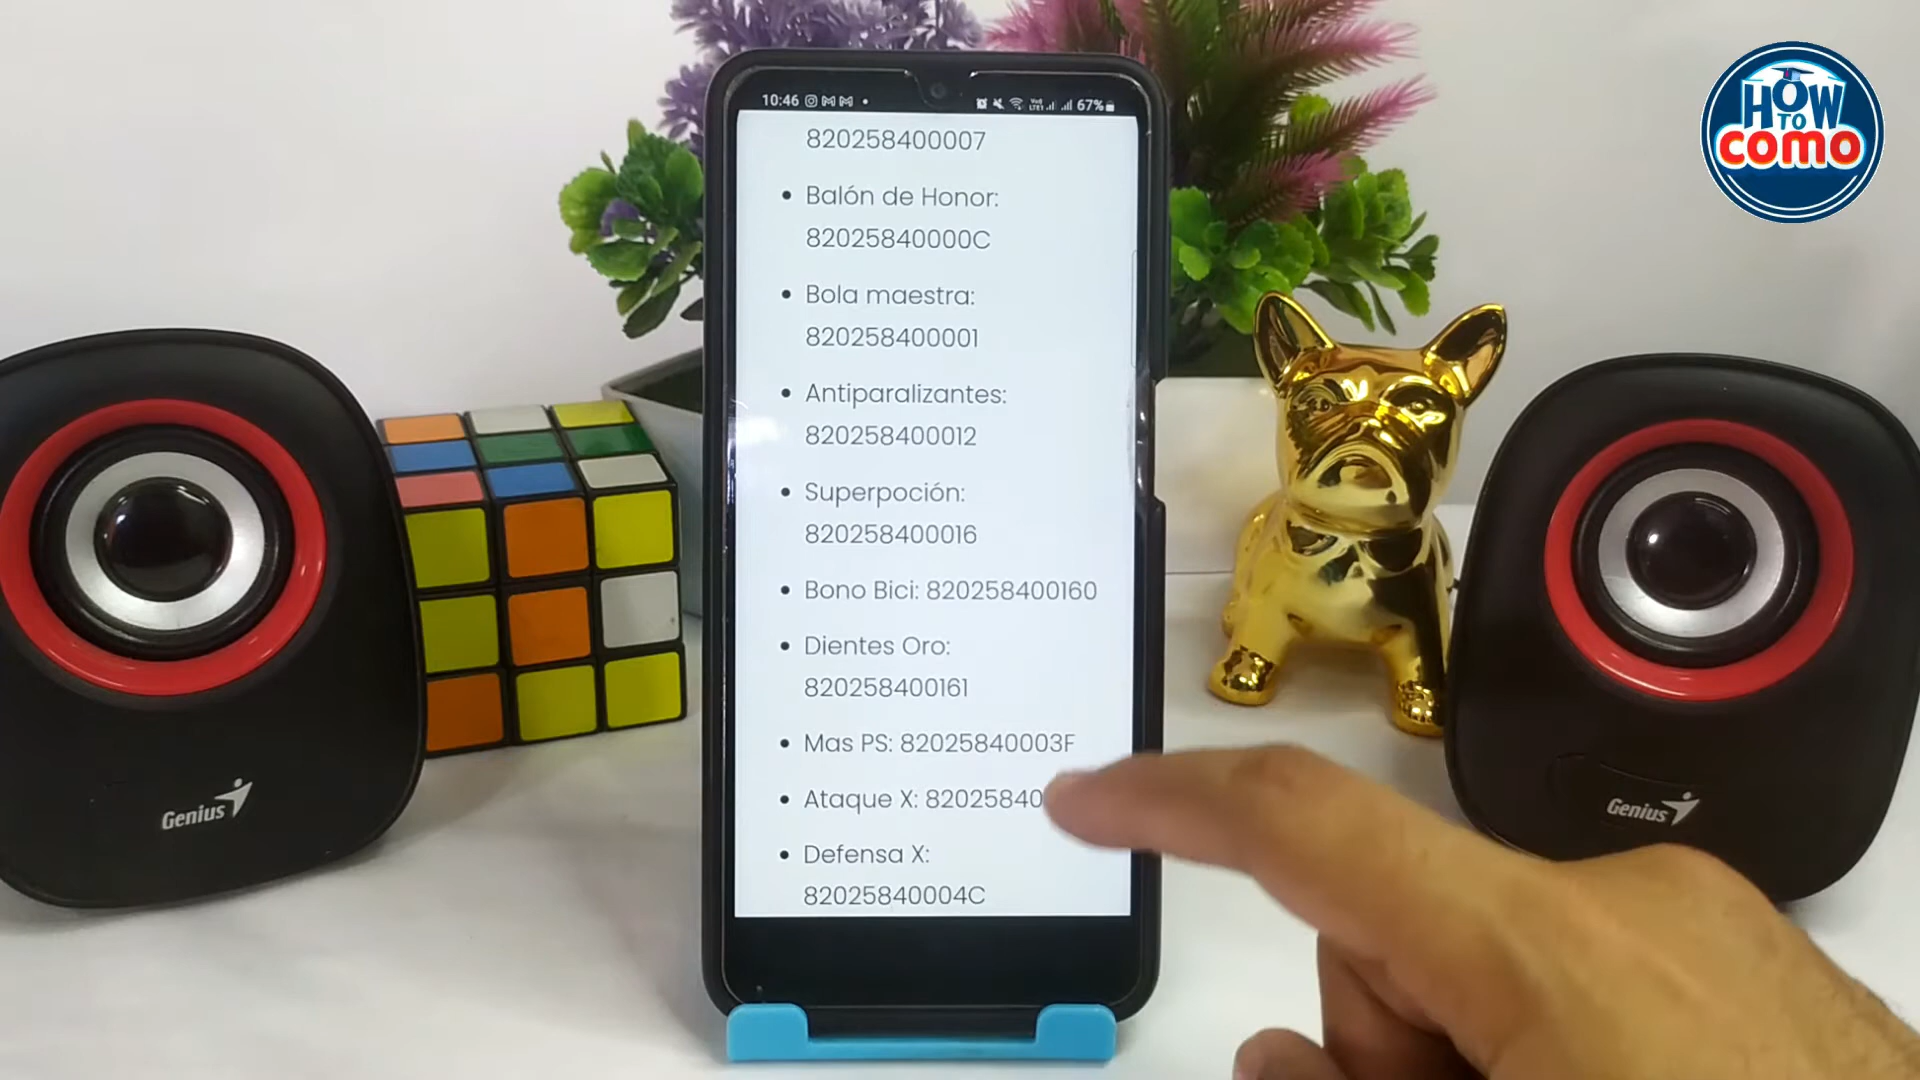 10:46
67%
820258400007
• Balón de Honor:
82025840000C
• Bola maestra:
820258400001
• Antiparalizantes:
820258400012
• Superpoción:
820258400016
• Bono Bici: 820258400160
• Dientes Oro:
820258400161
• Mas PS: 82025840003F
• Ataque X: 82025840
• Defensa X:
82025840004C
HOW
TO
COMO
Genius
Genius